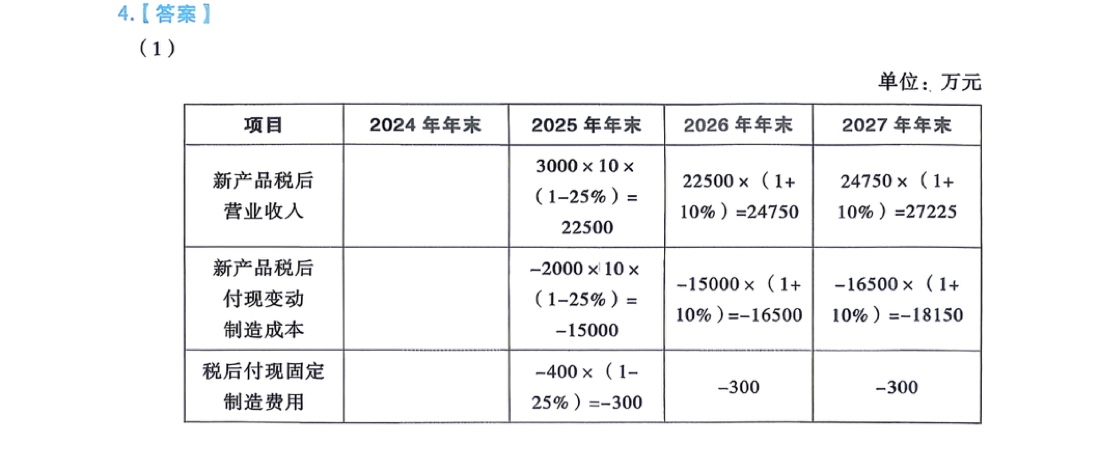 4.【答案】
（1）
单位：万元
项目 2024 年年末 2025 年年末 2026 年年末 2027 年年末
新产品税后营业收入 3000 × 10 ×（1–25%）= 22500 22500 ×（1+10%）=24750 24750 ×（1+10%）=27225
新产品税后付现变动制造成本 –2000 × 10 ×（1–25%）= –15000 –15000 ×（1+10%）=–16500 –16500 ×（1+10%）=–18150
税后付现固定制造费用 –400 ×（1–25%）=–300 –300 –300